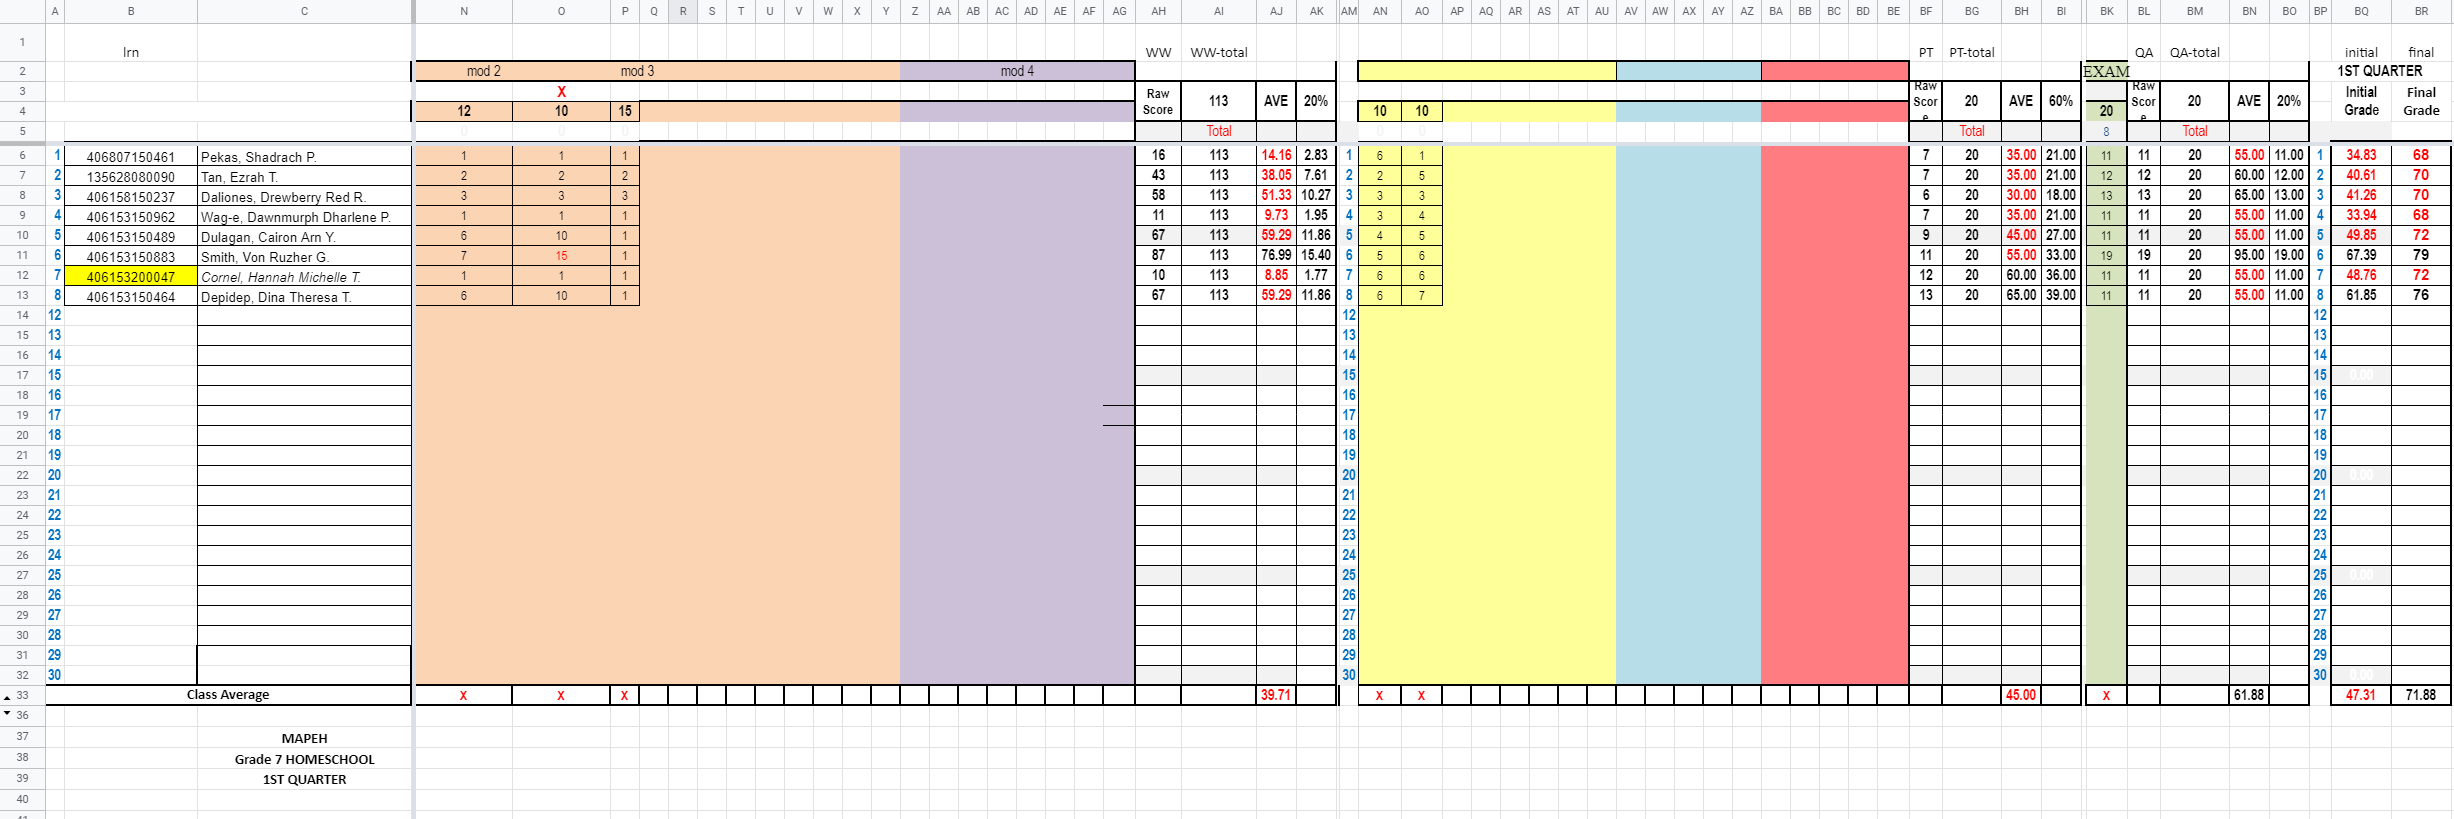 A B C N O P Q R S T U V W X Y Z AA AB AC AD AE AF AG AH AI AJ AK AM AN AO AP AQ AR AS AT AU AV AW AX AY AZ BA BB BC BD BE BF BG BH BI BK BL BM BN BO BP BQ BR
1 lrn WW WW-total PT PT-total QA QA-total initial final
2 mod 2 mod 3 mod 4 EXAM 1ST QUARTER
3 X Raw Score 113 AVE 20% Raw Scor e 20 AVE 60% Raw Scor e 20 AVE 20% Initial Grade Final Grade
4 12 10 15 10 10 20
5 0 0 0 Total 0 0 Total 8 Total
6 1 406807150461 Pekas, Shadrach P. 1 1 1 16 113 14.16 2.83 1 6 1 7 20 35.00 21.00 11 11 20 55.00 11.00 1 34.83 68
7 2 135628080090 Tan, Ezrah T. 2 2 2 43 113 38.05 7.61 2 2 5 7 20 35.00 21.00 12 12 20 60.00 12.00 2 40.61 70
8 3 406158150237 Daliones, Drewberry Red R. 3 3 3 58 113 51.33 10.27 3 3 3 6 20 30.00 18.00 13 13 20 65.00 13.00 3 41.26 70
9 4 406153150962 Wag-e, Dawnmurph Dharlene P. 1 1 1 11 113 9.73 1.95 4 3 4 7 20 35.00 21.00 11 11 20 55.00 11.00 4 33.94 68
10 5 406153150489 Dulagan, Cairon Arn Y. 6 10 1 67 113 59.29 11.86 5 4 5 9 20 45.00 27.00 11 11 20 55.00 11.00 5 49.85 72
11 6 406153150883 Smith, Von Ruzher G. 7 15 1 87 113 76.99 15.40 6 5 6 11 20 55.00 33.00 19 19 20 95.00 19.00 6 67.39 79
12 7 406153200047 Cornel, Hannah Michelle T. 1 1 1 10 113 8.85 1.77 7 6 6 12 20 60.00 36.00 11 11 20 55.00 11.00 7 48.76 72
13 8 406153150464 Depidep, Dina Theresa T. 6 10 1 67 113 59.29 11.86 8 6 7 13 20 65.00 39.00 11 11 20 55.00 11.00 8 61.85 76
14 12 12 12
15 13 13 13
16 14 14 14
17 15 15 15 0.00
18 16 16 16
19 17 17 17
20 18 18 18
21 19 19 19
22 20 20 20 0.00
23 21 21 21
24 22 22 22
25 23 23 23
26 24 24 24
27 25 25 25 0.00
28 26 26 26
29 27 27 27
30 28 28 28
31 29 29 29
32 30 30 30 0.00
33 Class Average X X X 39.71 X X 45.00 X 61.88 47.31 71.88
36
37 MAPEH
38 Grade 7 HOMESCHOOL
39 1ST QUARTER
40